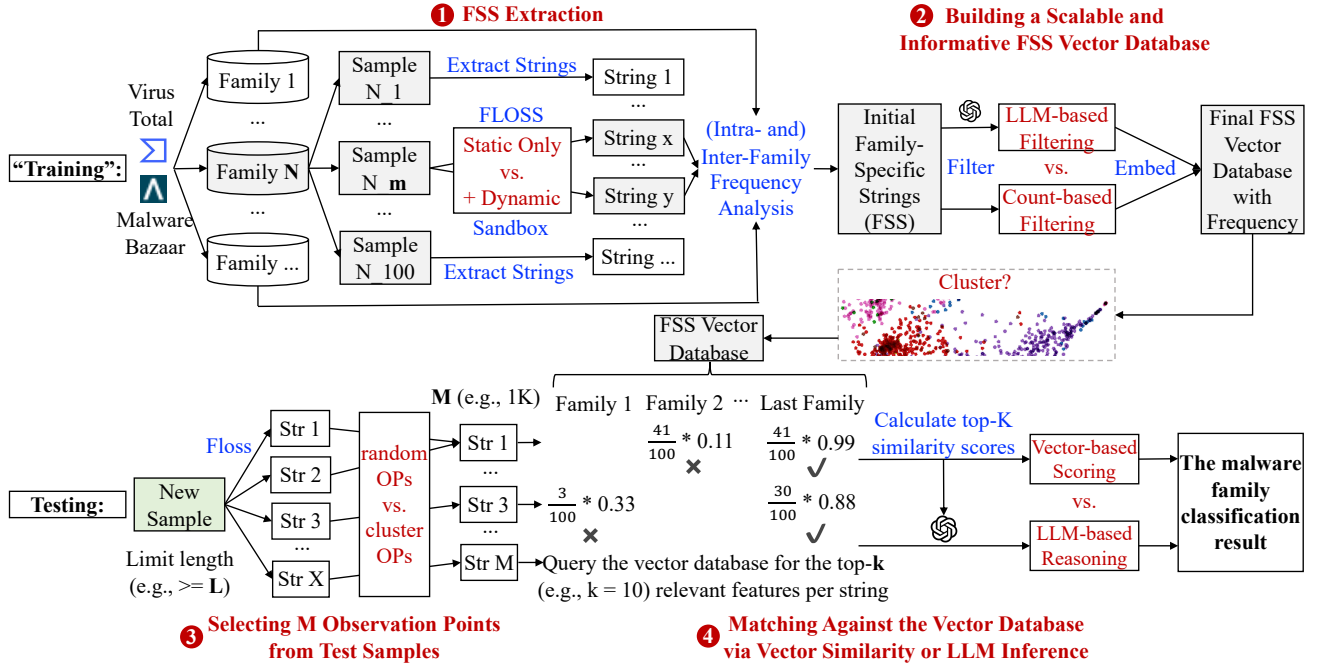 1 FSS Extraction
2 Building a Scalable and
Informative FSS Vector Database
"Training":
Virus
Total
Malware
Bazaar
Family 1
...
Family N
...
Family ...
Sample
N_1
...
Sample
N_m
...
Sample
N_100
Extract Strings
FLOSS
Static Only
vs.
+ Dynamic
Sandbox
Extract Strings
String 1
...
String x
String y
...
String ...
(Intra- and)
Inter-Family
Frequency
Analysis
Initial
Family-
Specific
Strings
(FSS)
Filter
LLM-based
Filtering
vs.
Count-based
Filtering
Embed
Final FSS
Vector
Database
with
Frequency
Cluster?
FSS Vector
Database
Testing:
New
Sample
Limit length
(e.g., >= L)
Floss
Str 1
Str 2
Str 3
...
Str X
random
OPs
vs.
cluster
OPs
M (e.g., 1K)
Str 1
...
Str 3
...
Str M
Family 1
Family 2
...
Last Family
41/100 * 0.11
41/100 * 0.99
3/100 * 0.33
30/100 * 0.88
Query the vector database for the top-k
(e.g., k = 10) relevant features per string
Calculate top-K
similarity scores
Vector-based
Scoring
vs.
LLM-based
Reasoning
The malware
family
classification
result
3 Selecting M Observation Points
from Test Samples
4 Matching Against the Vector Database
via Vector Similarity or LLM Inference